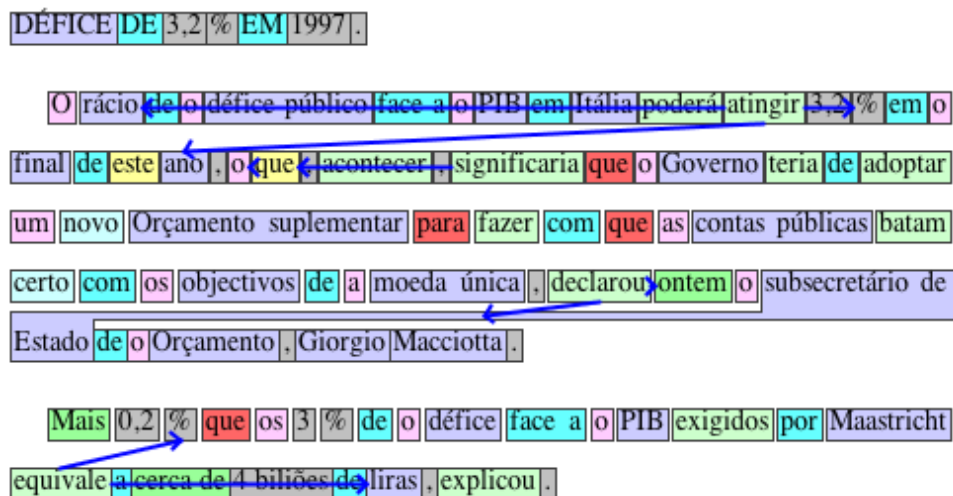 DÉFICE DE 3,2 % EM 1997 .
O rácio de o défice público face a o PIB em Itália poderá atingir 3,2 % em o
final de este ano , o que , acontecer , significaria que o Governo teria de adoptar
um novo Orçamento suplementar para fazer com que as contas públicas batam
certo com os objectivos de a moeda única , declarou ontem o subsecretário de
Estado de o Orçamento , Giorgio Macciotta .
Mais 0,2 % que os 3 % de o défice face a o PIB exigidos por Maastricht
equivale a cerca de 4 biliões de liras , explicou .